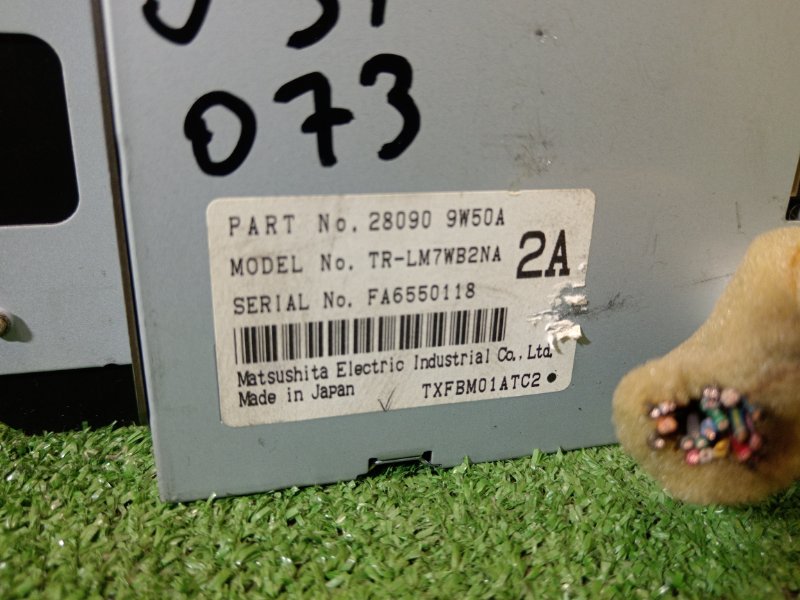 073
PART No. 28090 9W50A
MODEL No. TR-LM7WB2NA
2A
SERIAL No. FA6550118
Matsushita Electric Industrial Co., Ltd.
Made in Japan
TXFBM01ATC2